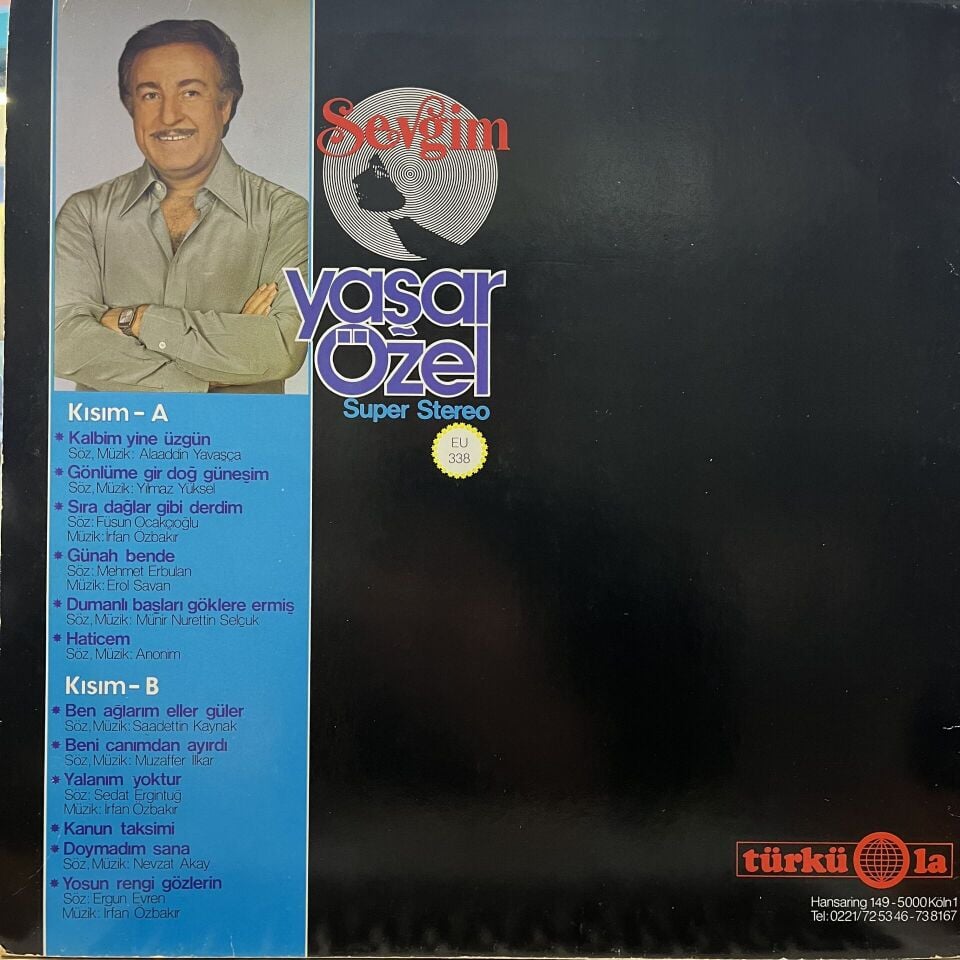 Sevgim
yaşar
Özel
Super Stereo
EU
338
Kısım - A
* Kalbim yine üzgün
Söz, Müzik: Alaaddin Yavaşça
* Gönlüme gir doğ güneşim
Söz, Müzik: Yılmaz Yüksel
* Sıra dağlar gibi derdim
Söz: Füsun Ocakçıoğlu
Müzik: İrfan Özbakır
* Günah bende
Söz: Mehmet Erbulan
Müzik: Erol Savan
* Dumanlı başları göklere ermiş
Söz, Müzik: Münir Nurettin Selçuk
* Haticem
Söz, Müzik: Anonim
Kısım - B
* Ben ağlarım eller güler
Söz, Müzik: Saadettin Kaynak
* Beni canımdan ayırdı
Söz, Müzik: Muzaffer İlkar
* Yalanım yoktur
Söz: Sedat Ergintuğ
Müzik: İrfan Özbakır
* Kanun taksimi
* Doymadım sana
Söz, Müzik: Nevzat Akay
* Yosun rengi gözlerin
Söz: Ergun Evren
Müzik: İrfan Özbakır
türküola
Hansaring 149 - 5000 Köln 1
Tel: 0221/72 53 46 - 73 81 67